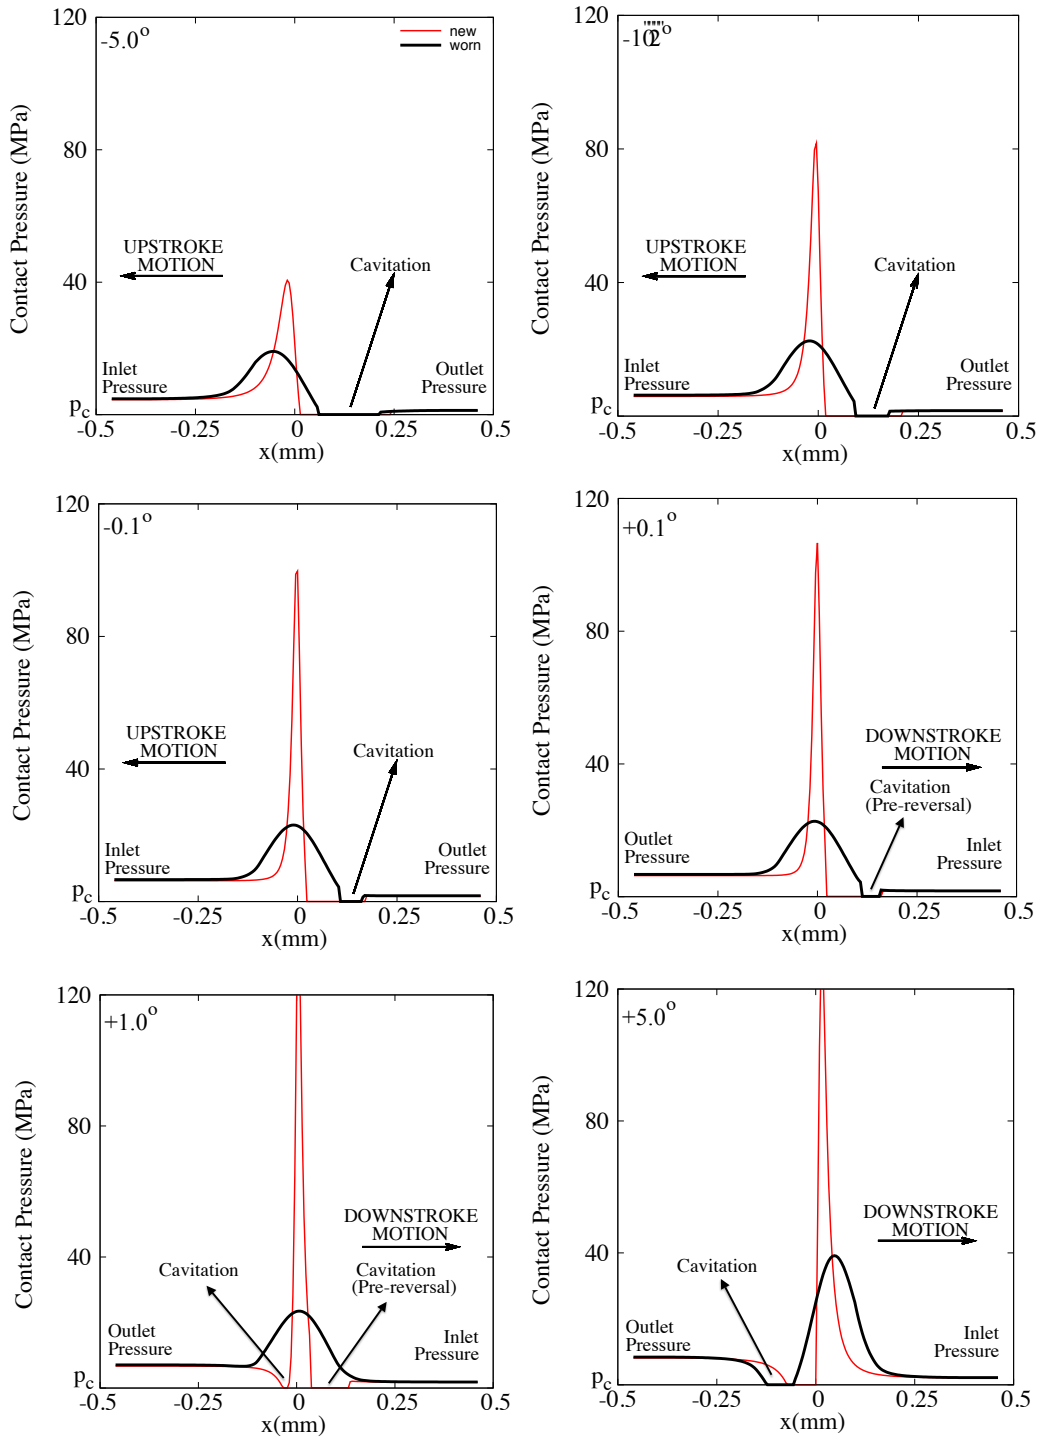 120
-5.0°
new
worn
80
Contact Pressure (MPa)
UPSTROKE
MOTION
Cavitation
40
Inlet
Pressure
Outlet
Pressure
pc
-0.5
-0.25
0
0.25
0.5
x(mm)
120
80
Contact Pressure (MPa)
UPSTROKE
MOTION
Cavitation
40
Inlet
Pressure
Outlet
Pressure
pc
-0.5
-0.25
0
0.25
0.5
x(mm)
120
-0.1°
80
Contact Pressure (MPa)
UPSTROKE
MOTION
Cavitation
40
Inlet
Pressure
Outlet
Pressure
pc
-0.5
-0.25
0
0.25
0.5
x(mm)
120
+0.1°
80
Contact Pressure (MPa)
DOWNSTROKE
MOTION
40
Cavitation
(Pre-reversal)
Outlet
Pressure
Inlet
Pressure
pc
-0.5
-0.25
0
0.25
0.5
x(mm)
120
+1.0°
80
Contact Pressure (MPa)
DOWNSTROKE
MOTION
Cavitation
Cavitation
(Pre-reversal)
40
Outlet
Pressure
Inlet
Pressure
pc
-0.5
-0.25
0
0.25
0.5
x(mm)
120
+5.0°
80
Contact Pressure (MPa)
DOWNSTROKE
MOTION
Cavitation
40
Outlet
Pressure
Inlet
Pressure
pc
-0.5
-0.25
0
0.25
0.5
x(mm)